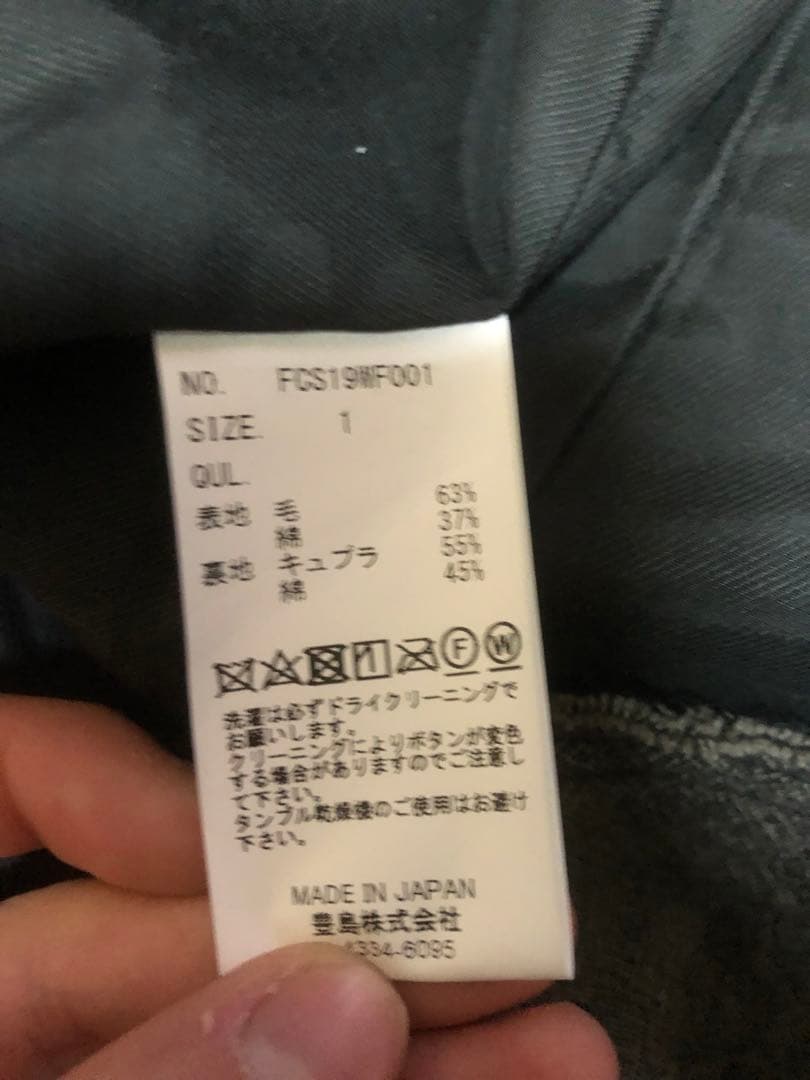 NO. FCS19WF001
SIZE. 1
QUL.
表地 毛 63%
綿 37%
裏地 キュプラ 55%
綿 45%
F W
洗濯は必ずドライクリーニングで
お願いします。
クリーニングによりボタンが変色
する場合がありますのでご注意し
て下さい。
タンブル乾燥後のご使用はお避け
下さい。
MADE IN JAPAN
豊島株式会社
4334-6095